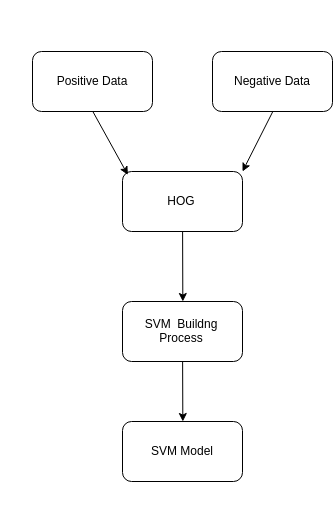 Positive Data
Negative Data
HOG
SVM  Buildng
Process
SVM Model